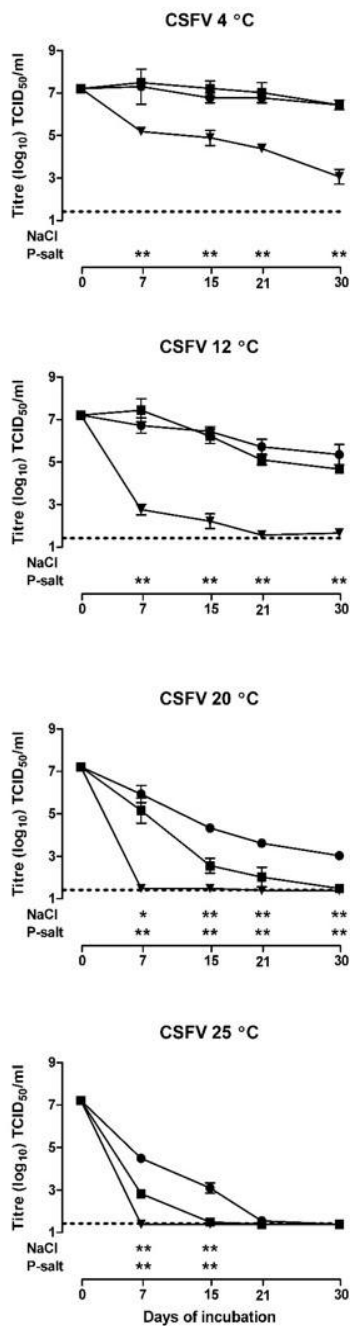 CSFV 4 °C
Titre (log₁₀) TCID₅₀/ml
9
7
5
3
1
NaCl
P-salt ** ** ** **
0 7 15 21 30
CSFV 12 °C
Titre (log₁₀) TCID₅₀/ml
9
7
5
3
1
NaCl
P-salt ** ** ** **
0 7 15 21 30
CSFV 20 °C
Titre (log₁₀) TCID₅₀/ml
9
7
5
3
1
NaCl * ** ** **
P-salt ** ** ** **
0 7 15 21 30
CSFV 25 °C
Titre (log₁₀) TCID₅₀/ml
9
7
5
3
1
NaCl ** **
P-salt ** **
0 7 15 21 30
Days of incubation